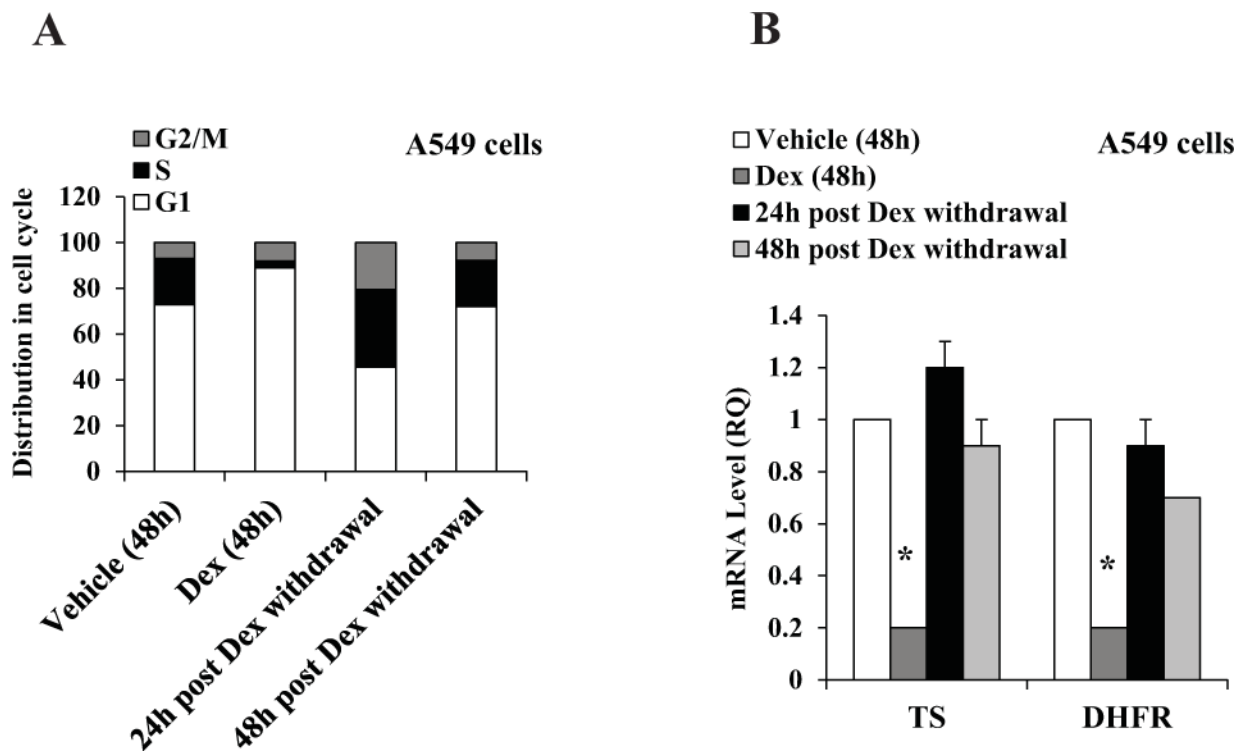 A
G2/M
S
G1
A549 cells
Distribution in cell cycle
120
100
80
60
40
20
0
Vehicle (48h)
Dex (48h)
24h post Dex withdrawal
48h post Dex withdrawal
B
Vehicle (48h)
Dex (48h)
24h post Dex withdrawal
48h post Dex withdrawal
A549 cells
mRNA Level (RQ)
1.4
1.2
1
0.8
0.6
0.4
0.2
0
*
*
TS
DHFR